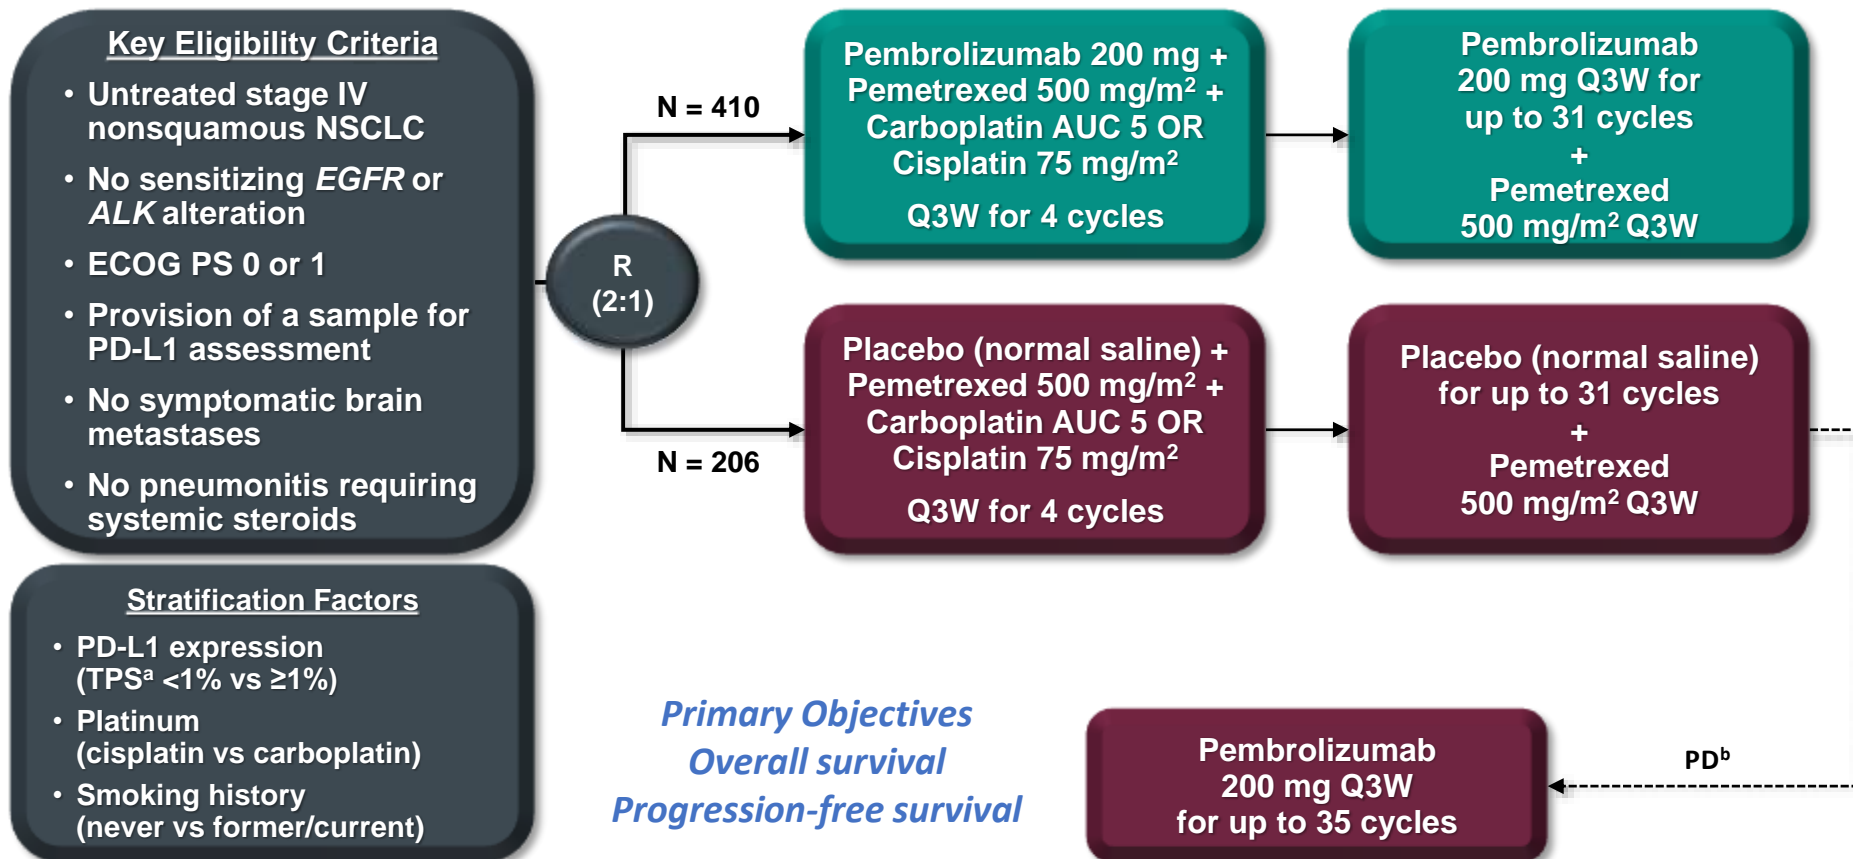 Key Eligibility Criteria
• Untreated stage IV
nonsquamous NSCLC
• No sensitizing EGFR or
ALK alteration
• ECOG PS 0 or 1
• Provision of a sample for
PD-L1 assessment
• No symptomatic brain
metastases
• No pneumonitis requiring
systemic steroids
Stratification Factors
• PD-L1 expression
(TPSᵃ <1% vs ≥1%)
• Platinum
(cisplatin vs carboplatin)
• Smoking history
(never vs former/current)
R
(2:1)
N = 410
Pembrolizumab 200 mg +
Pemetrexed 500 mg/m² +
Carboplatin AUC 5 OR
Cisplatin 75 mg/m²
Q3W for 4 cycles
Pembrolizumab
200 mg Q3W for
up to 31 cycles
+
Pemetrexed
500 mg/m² Q3W
N = 206
Placebo (normal saline) +
Pemetrexed 500 mg/m² +
Carboplatin AUC 5 OR
Cisplatin 75 mg/m²
Q3W for 4 cycles
Placebo (normal saline)
for up to 31 cycles
+
Pemetrexed
500 mg/m² Q3W
Primary Objectives
Overall survival
Progression-free survival
PDᵇ
Pembrolizumab
200 mg Q3W
for up to 35 cycles